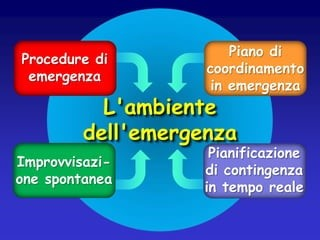 Procedure di
emergenza
Piano di
coordinamento
in emergenza
L'ambiente
dell'emergenza
Improvvisazi-
one spontanea
Pianificazione
di contingenza
in tempo reale